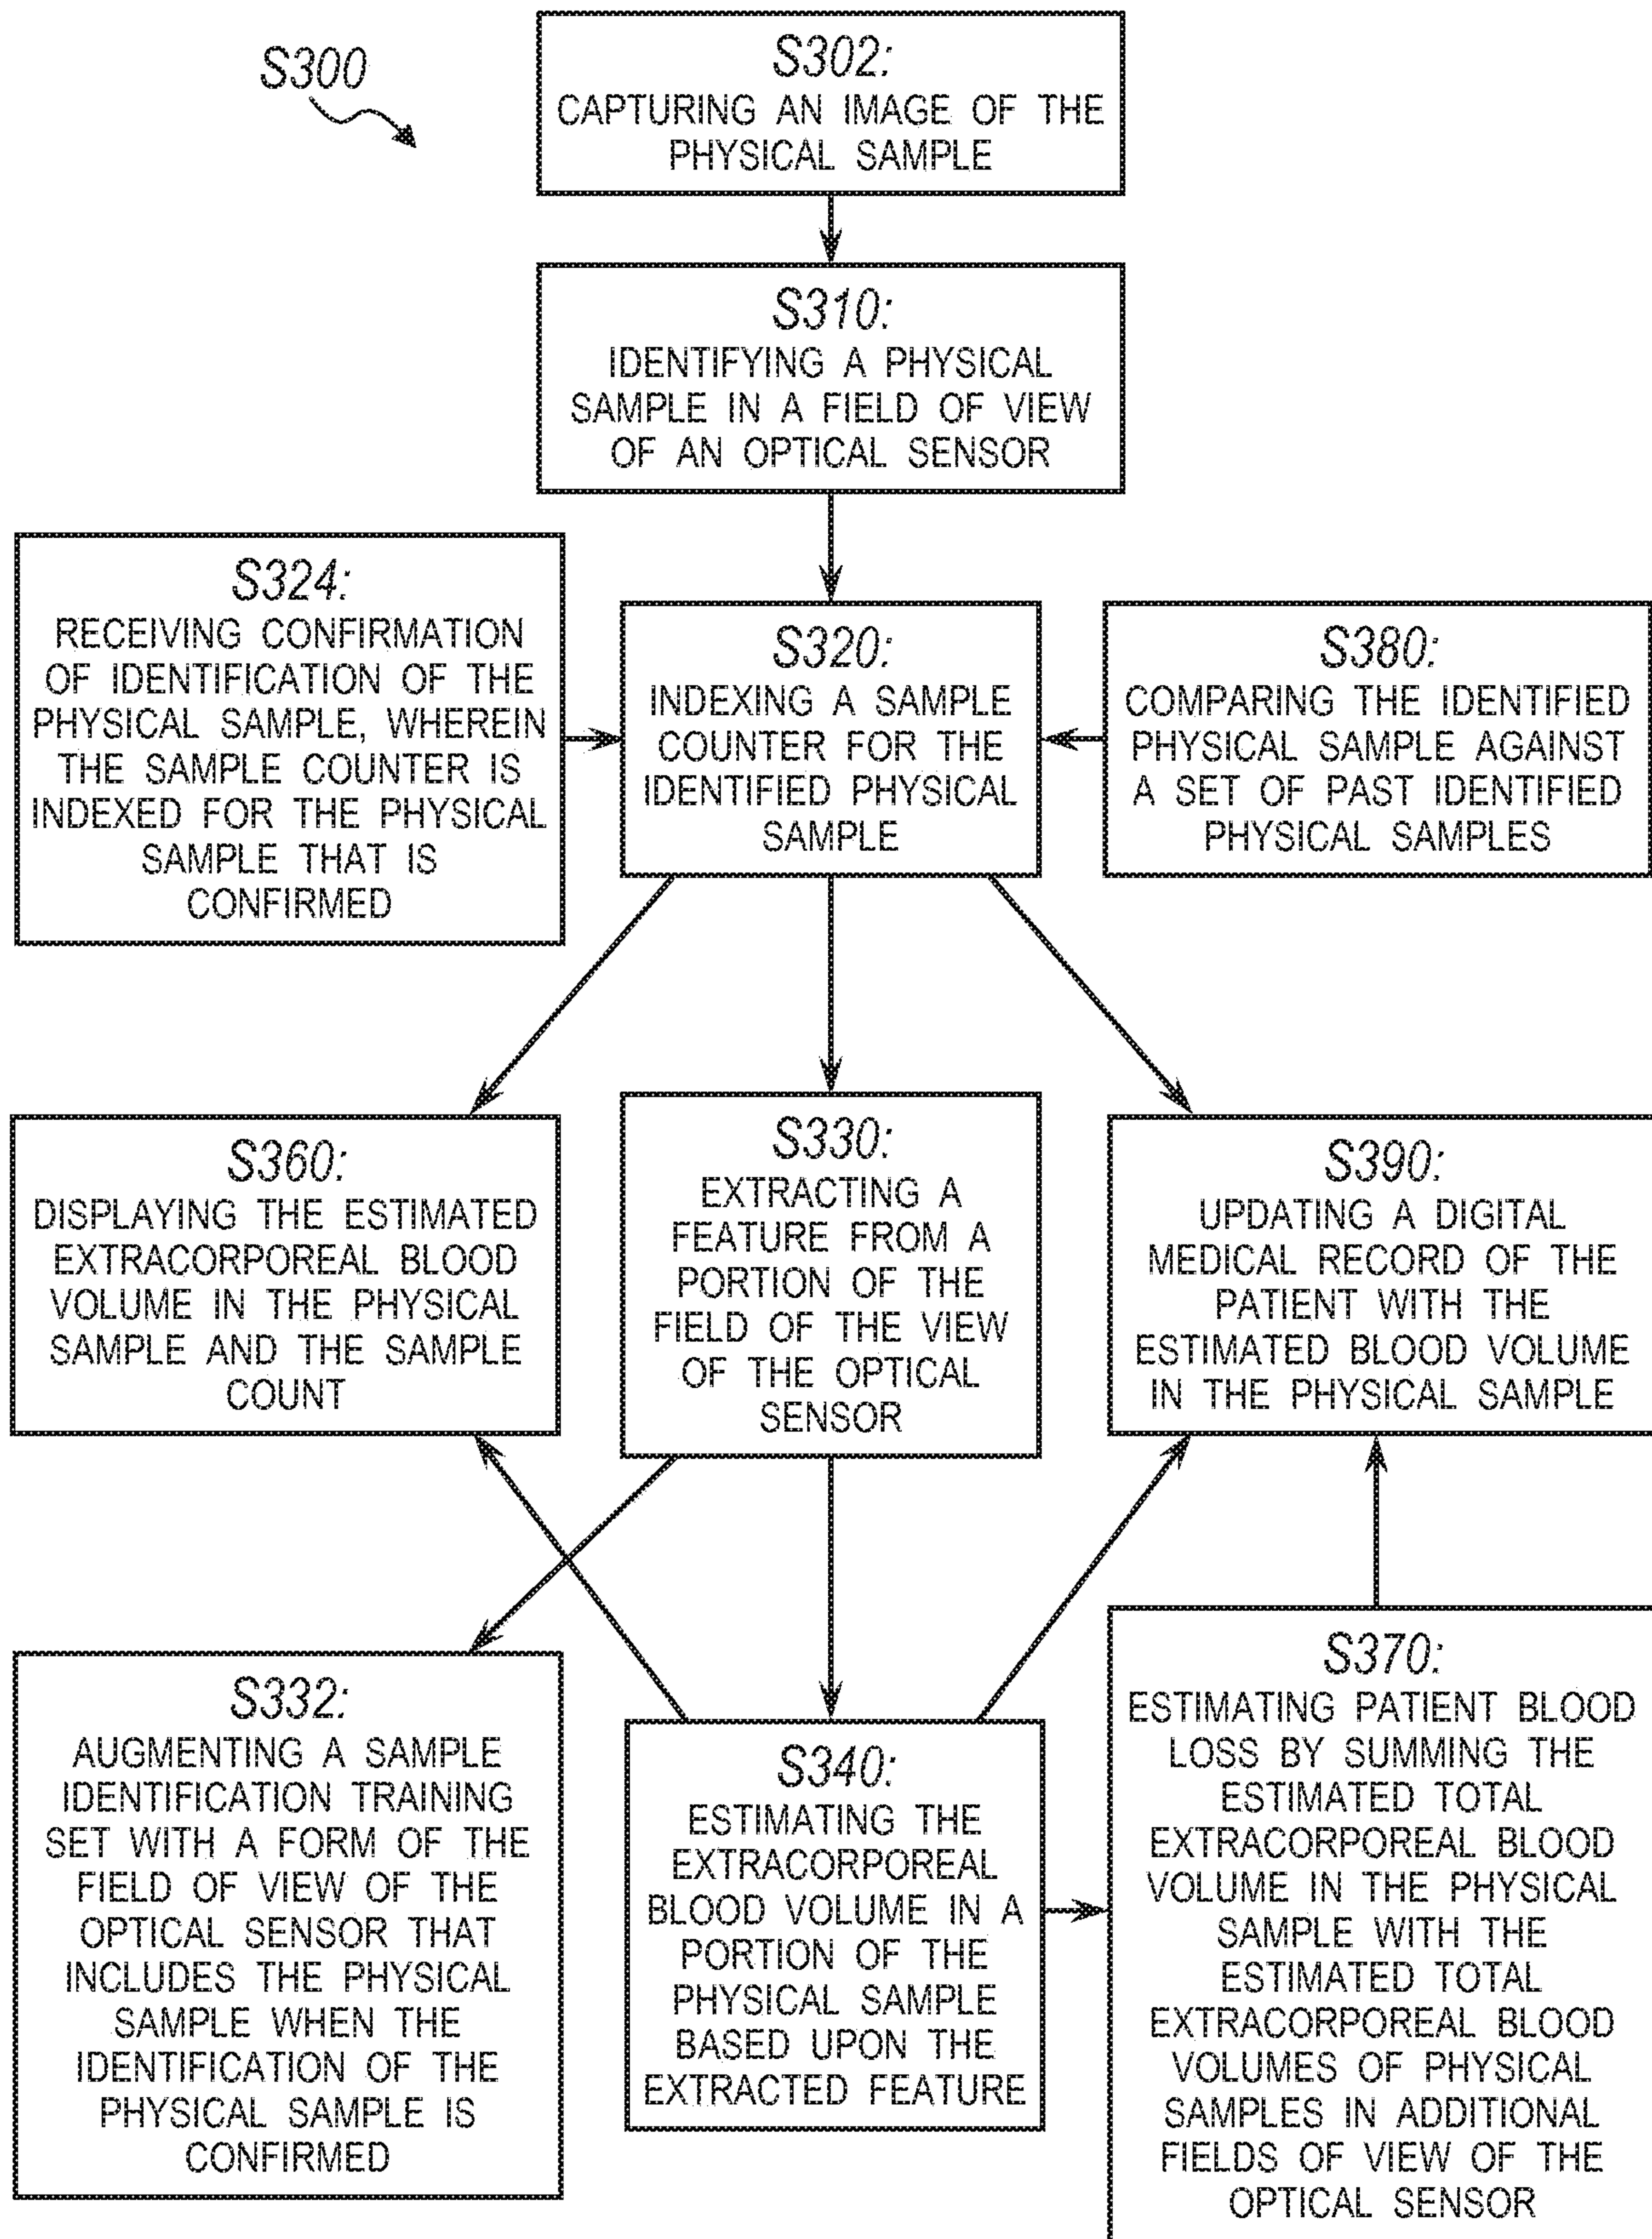 S300
S302:
CAPTURING AN IMAGE OF THE
PHYSICAL SAMPLE
S310:
IDENTIFYING A PHYSICAL
SAMPLE IN A FIELD OF VIEW
OF AN OPTICAL SENSOR
S324:
RECEIVING CONFIRMATION
OF IDENTIFICATION OF THE
PHYSICAL SAMPLE, WHEREIN
THE SAMPLE COUNTER IS
INDEXED FOR THE PHYSICAL
SAMPLE THAT IS
CONFIRMED
S320:
INDEXING A SAMPLE
COUNTER FOR THE
IDENTIFIED PHYSICAL
SAMPLE
S380:
COMPARING THE IDENTIFIED
PHYSICAL SAMPLE AGAINST
A SET OF PAST IDENTIFIED
PHYSICAL SAMPLES
S360:
DISPLAYING THE ESTIMATED
EXTRACORPOREAL BLOOD
VOLUME IN THE PHYSICAL
SAMPLE AND THE SAMPLE
COUNT
S330:
EXTRACTING A
FEATURE FROM A
PORTION OF THE
FIELD OF THE VIEW
OF THE OPTICAL
SENSOR
S390:
UPDATING A DIGITAL
MEDICAL RECORD OF THE
PATIENT WITH THE
ESTIMATED BLOOD VOLUME
IN THE PHYSICAL SAMPLE
S332:
AUGMENTING A SAMPLE
IDENTIFICATION TRAINING
SET WITH A FORM OF THE
FIELD OF VIEW OF THE
OPTICAL SENSOR THAT
INCLUDES THE PHYSICAL
SAMPLE WHEN THE
IDENTIFICATION OF THE
PHYSICAL SAMPLE IS
CONFIRMED
S340:
ESTIMATING THE
EXTRACORPOREAL
BLOOD VOLUME IN A
PORTION OF THE
PHYSICAL SAMPLE
BASED UPON THE
EXTRACTED FEATURE
S370:
ESTIMATING PATIENT BLOOD
LOSS BY SUMMING THE
ESTIMATED TOTAL
EXTRACORPOREAL BLOOD
VOLUME IN THE PHYSICAL
SAMPLE WITH THE
ESTIMATED TOTAL
EXTRACORPOREAL BLOOD
VOLUMES OF PHYSICAL
SAMPLES IN ADDITIONAL
FIELDS OF VIEW OF THE
OPTICAL SENSOR